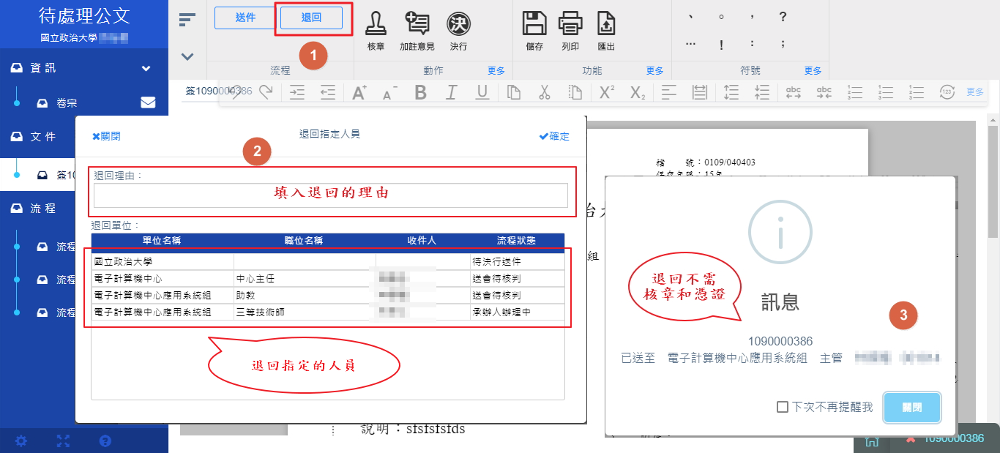 待處理公文
國立政治大學
資訊
卷宗
文件
簽10
流程
流程
流程
流程
送件
退回
1
流程
核章
加註意見
決
決行
動作
更多
儲存
列印
匯出
功能
更多
、 。 ， ？
… ！ ： ；
符號
更多
簽1090000386
更多
關閉
退回指定人員
確定
2
退回理由：
填入退回的理由
退回單位：
單位名稱 職位名稱 收件人 流程狀態
國立政治大學 待決行送件
電子計算機中心 中心主任 送會待核判
電子計算機中心應用系統組 助教 送會待核判
電子計算機中心應用系統組 三等技術師 承辦人辦理中
退回指定的人員
說明：sfsfsfsfds
檔 號：0109/040403
保存年限：15年
組
退回不需
核章和憑證
訊息
3
1090000386
已送至 電子計算機中心應用系統組 主管
下次不再提醒我
關閉
1090000386